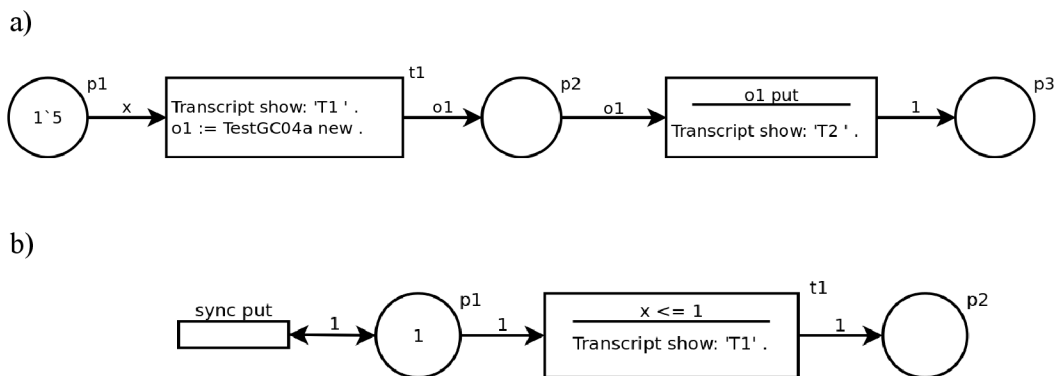 a)
p1
1`5
x
t1
Transcript show: 'T1 ' .
o1 := TestGC04a new .
o1
p2
o1
o1 put
Transcript show: 'T2 ' .
1
p3
b)
sync put
1
p1
1
1
t1
x <= 1
Transcript show: 'T1' .
1
p2